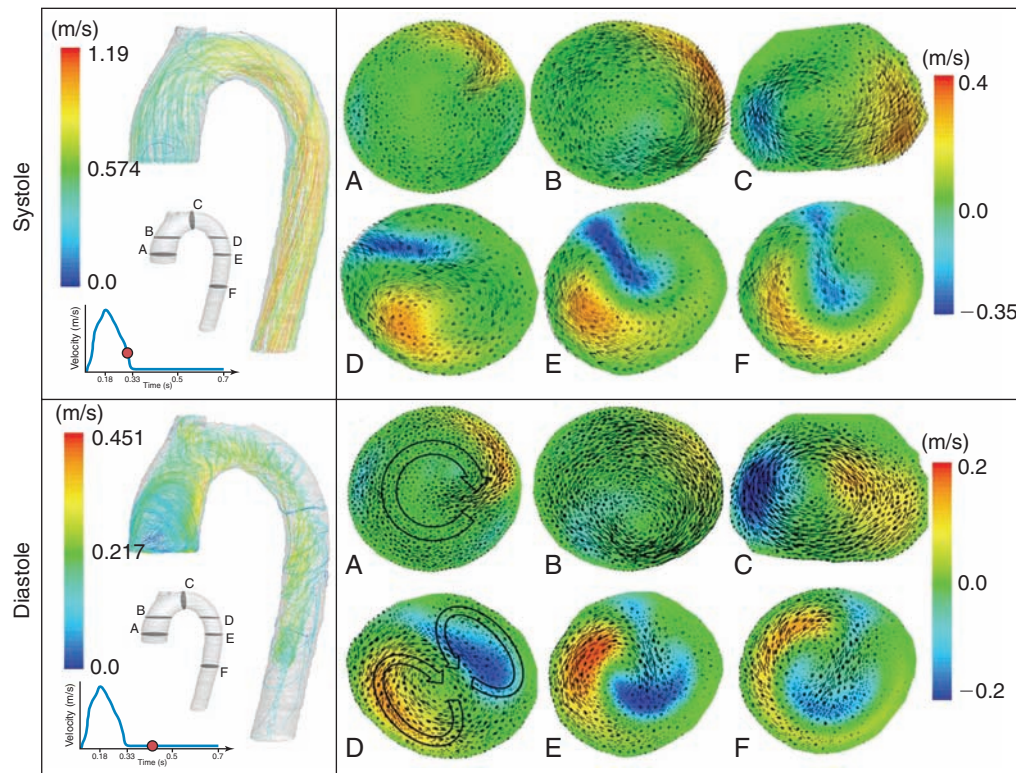 Systole
(m/s)
1.19
0.574
0.0
C
B
A
D
E
F
Velocity (m/s)
0.18
0.33
0.5
0.7
Time (s)
A
B
C
D
E
F
(m/s)
0.4
0.0
−0.35
Diastole
(m/s)
0.451
0.217
0.0
C
B
A
D
E
F
Velocity (m/s)
0.18
0.33
0.5
0.7
Time (s)
A
B
C
D
E
F
(m/s)
0.2
0.0
−0.2